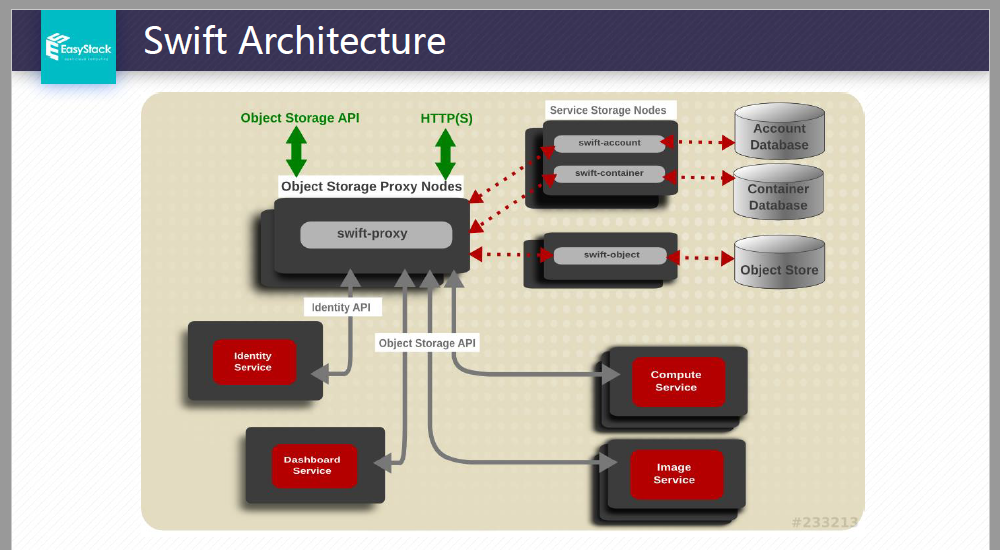 EasyStack
Swift Architecture
Object Storage API
HTTP(S)
Service Storage Nodes
swift-account
swift-container
Account
Database
Container
Database
Object Storage Proxy Nodes
swift-proxy
swift-object
Object Store
Identity API
Object Storage API
Identity
Service
Compute
Service
Dashboard
Service
Image
Service
#233213